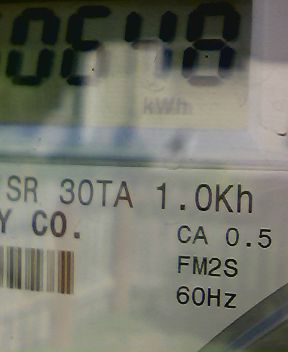 0648
kWh
SR 30TA 1.0Kh
Y CO.
CA 0.5
FM2S
60Hz